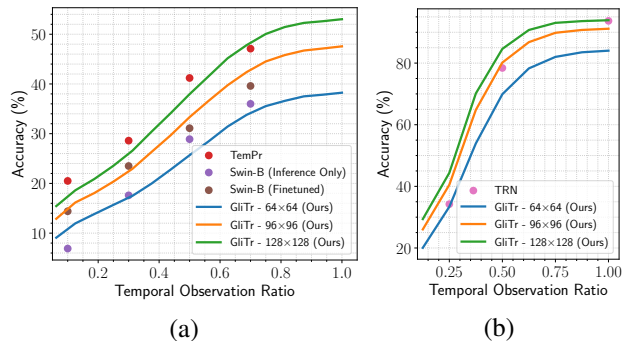 Accuracy (%)
50
40
30
20
10
TemPr
Swin-B (Inference Only)
Swin-B (Finetuned)
GliTr - 64×64 (Ours)
GliTr - 96×96 (Ours)
GliTr - 128×128 (Ours)
0.2 0.4 0.6 0.8 1.0
Temporal Observation Ratio
(a)
Accuracy (%)
80
60
40
20
TRN
GliTr - 64×64 (Ours)
GliTr - 96×96 (Ours)
GliTr - 128×128 (Ours)
0.25 0.50 0.75 1.00
Temporal Observation Ratio
(b)